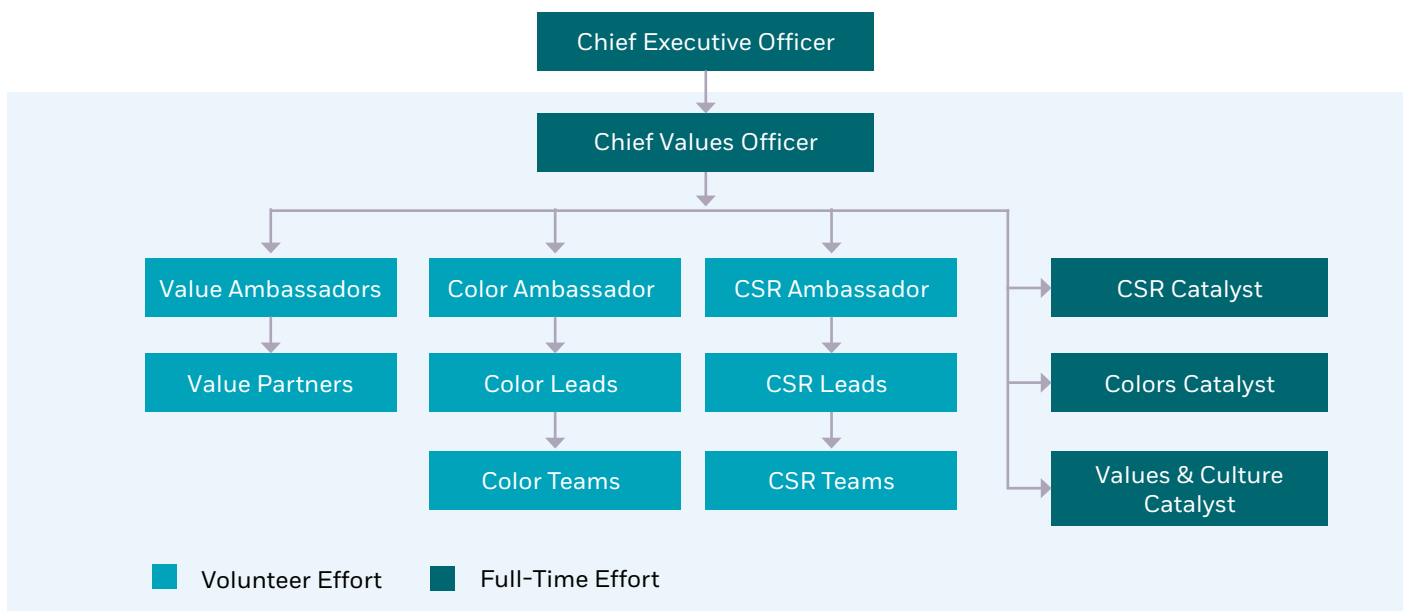 Chief Executive Officer
Chief Values Officer
Value Ambassadors
Color Ambassador
CSR Ambassador
CSR Catalyst
Value Partners
Color Leads
CSR Leads
Colors Catalyst
Color Teams
CSR Teams
Values & Culture
Catalyst
Volunteer Effort
Full-Time Effort